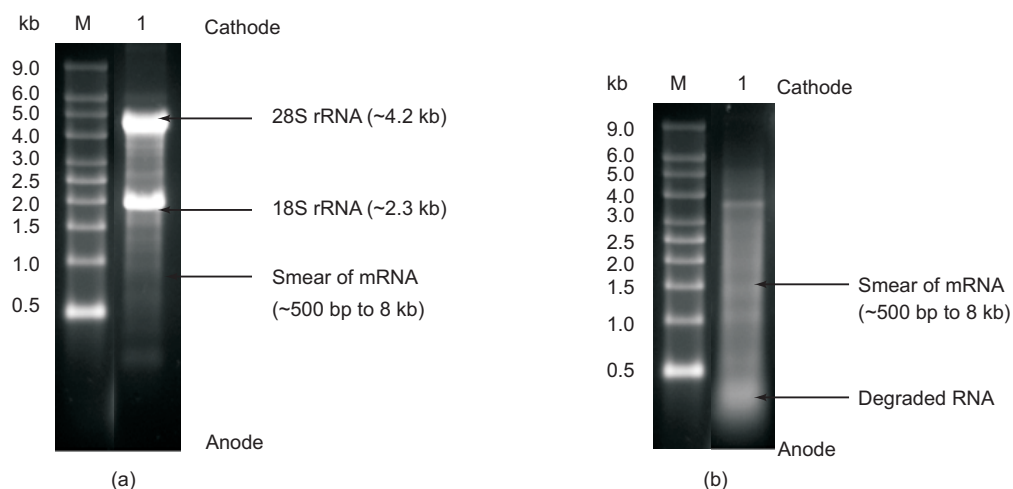 kb M 1 Cathode
9.0
6.0
5.0
4.0
3.0
2.5
2.0
1.5
1.0
0.5
28S rRNA (~4.2 kb)
18S rRNA (~2.3 kb)
Smear of mRNA
(~500 bp to 8 kb)
Anode
(a)
kb M 1 Cathode
9.0
6.0
5.0
4.0
3.0
2.5
2.0
1.5
1.0
0.5
Smear of mRNA
(~500 bp to 8 kb)
Degraded RNA
Anode
(b)